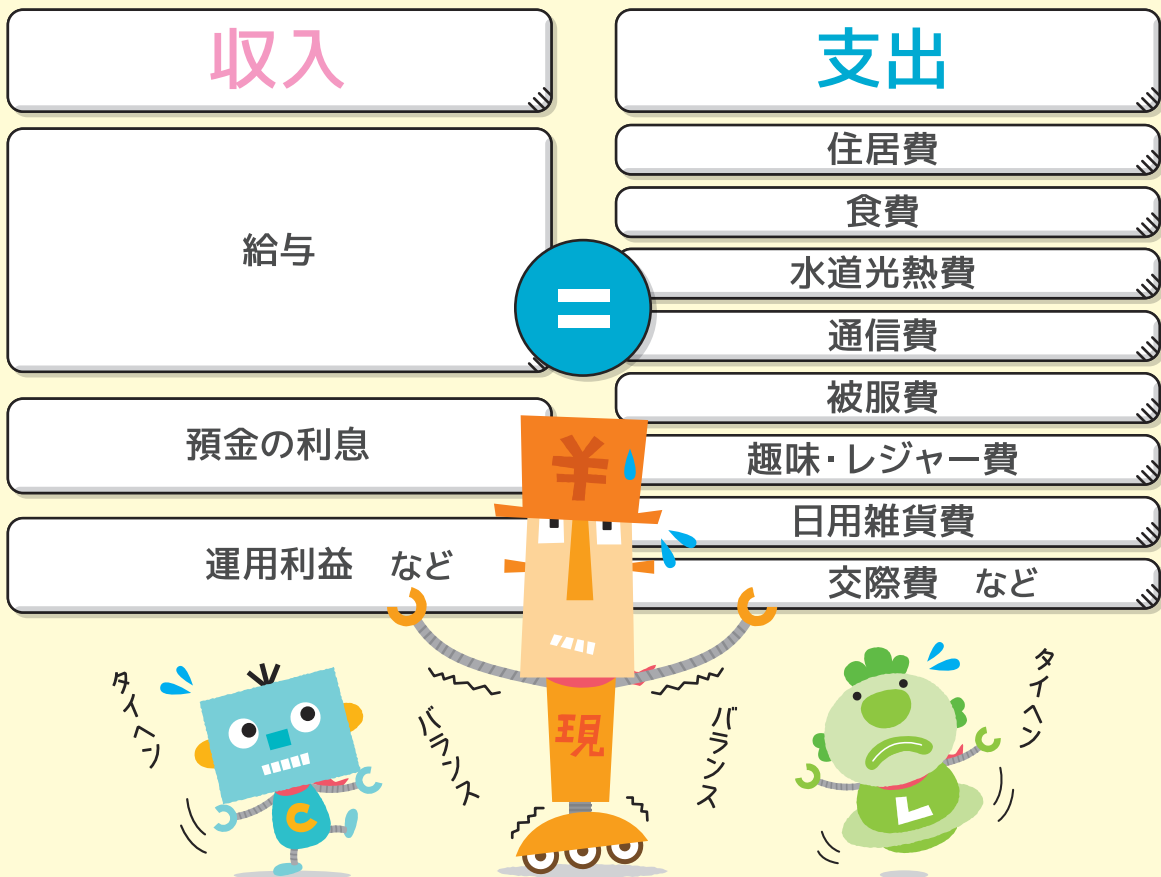 収入
支出
給与
預金の利息
運用利益　など
=
住居費
食費
水道光熱費
通信費
被服費
趣味・レジャー費
日用雑貨費
交際費　など
¥
現
タイヘン
バランス
バランス
タイヘン
C
L